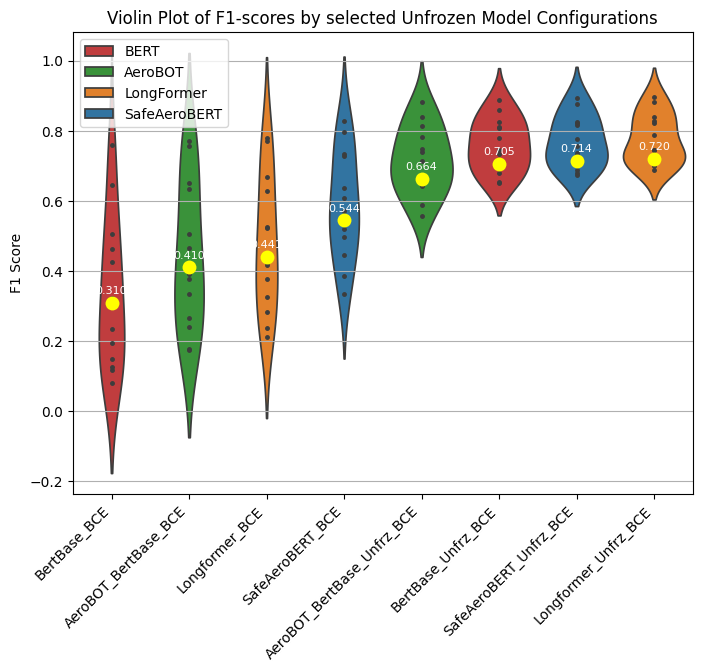 Violin Plot of F1-scores by selected Unfrozen Model Configurations
BERT
AeroBOT
LongFormer
SafeAeroBERT
F1 Score
1.0
0.8
0.6
0.4
0.2
0.0
−0.2
0.310
0.410
0.441
0.544
0.664
0.705
0.714
0.720
BertBase_BCE
AeroBOT_BertBase_BCE
Longformer_BCE
SafeAeroBERT_BCE
AeroBOT_BertBase_Unfrz_BCE
BertBase_Unfrz_BCE
SafeAeroBERT_Unfrz_BCE
Longformer_Unfrz_BCE